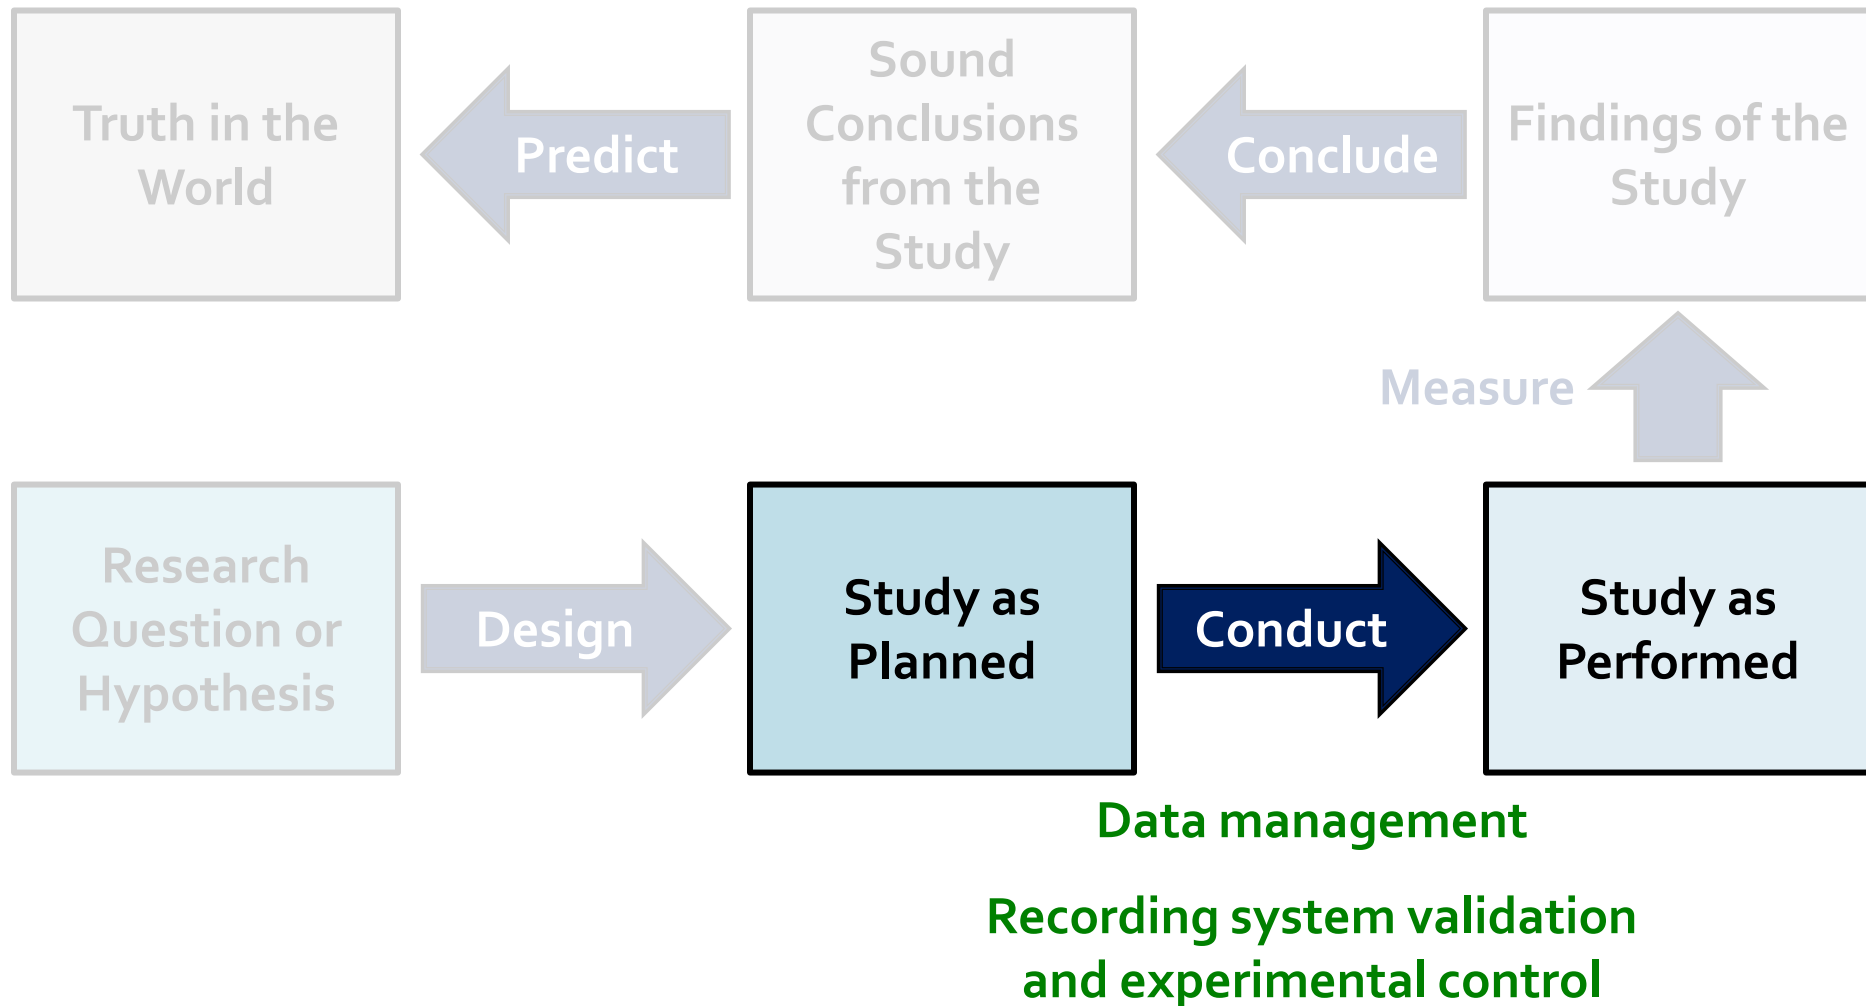 Truth in the
World
Predict
Sound
Conclusions
from the
Study
Conclude
Findings of the
Study
Measure
Research
Question or
Hypothesis
Design
Study as
Planned
Conduct
Study as
Performed
Data management
Recording system validation
and experimental control